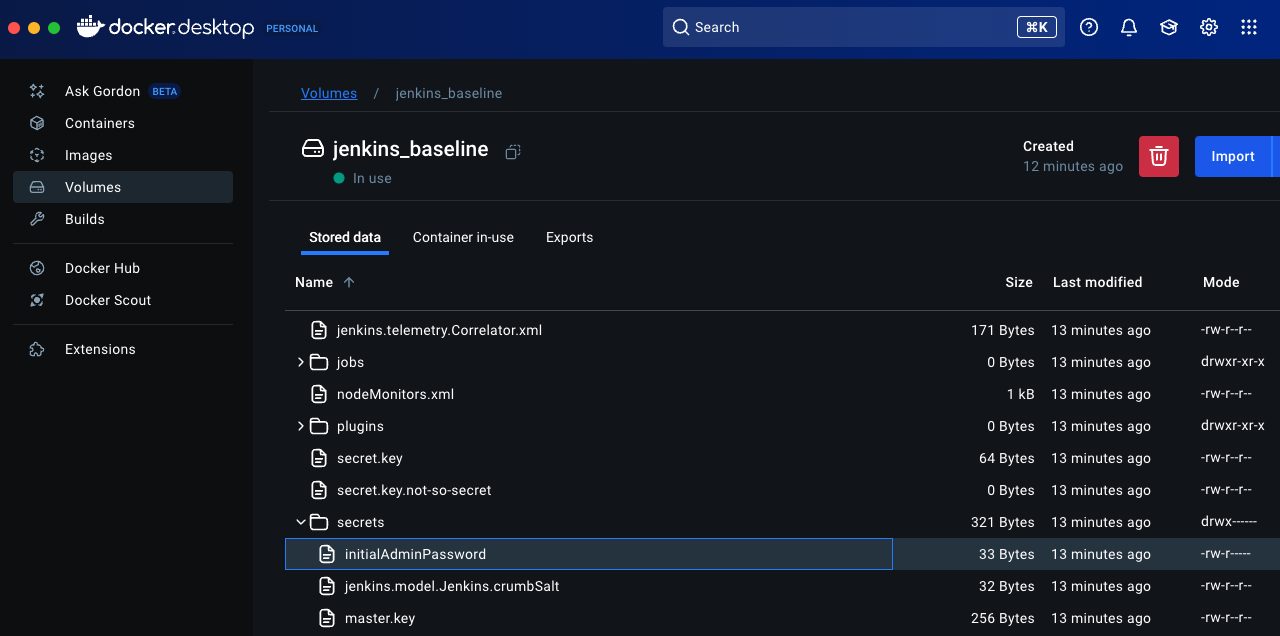 docker.desktop PERSONAL
Search ⌘K
Ask Gordon BETA
Containers
Images
Volumes
Builds
Docker Hub
Docker Scout
Extensions
Volumes / jenkins_baseline
jenkins_baseline
In use
Created
12 minutes ago
Import
Stored data Container in-use Exports
Name Size Last modified Mode
jenkins.telemetry.Correlator.xml 171 Bytes 13 minutes ago -rw-r--r--
jobs 0 Bytes 13 minutes ago drwxr-xr-x
nodeMonitors.xml 1 kB 13 minutes ago -rw-r--r--
plugins 0 Bytes 13 minutes ago drwxr-xr-x
secret.key 64 Bytes 13 minutes ago -rw-r--r--
secret.key.not-so-secret 0 Bytes 13 minutes ago -rw-r--r--
secrets 321 Bytes 13 minutes ago drwx------
initialAdminPassword 33 Bytes 13 minutes ago -rw-r-----
jenkins.model.Jenkins.crumbSalt 32 Bytes 13 minutes ago -rw-r--r--
master.key 256 Bytes 13 minutes ago -rw-r--r--